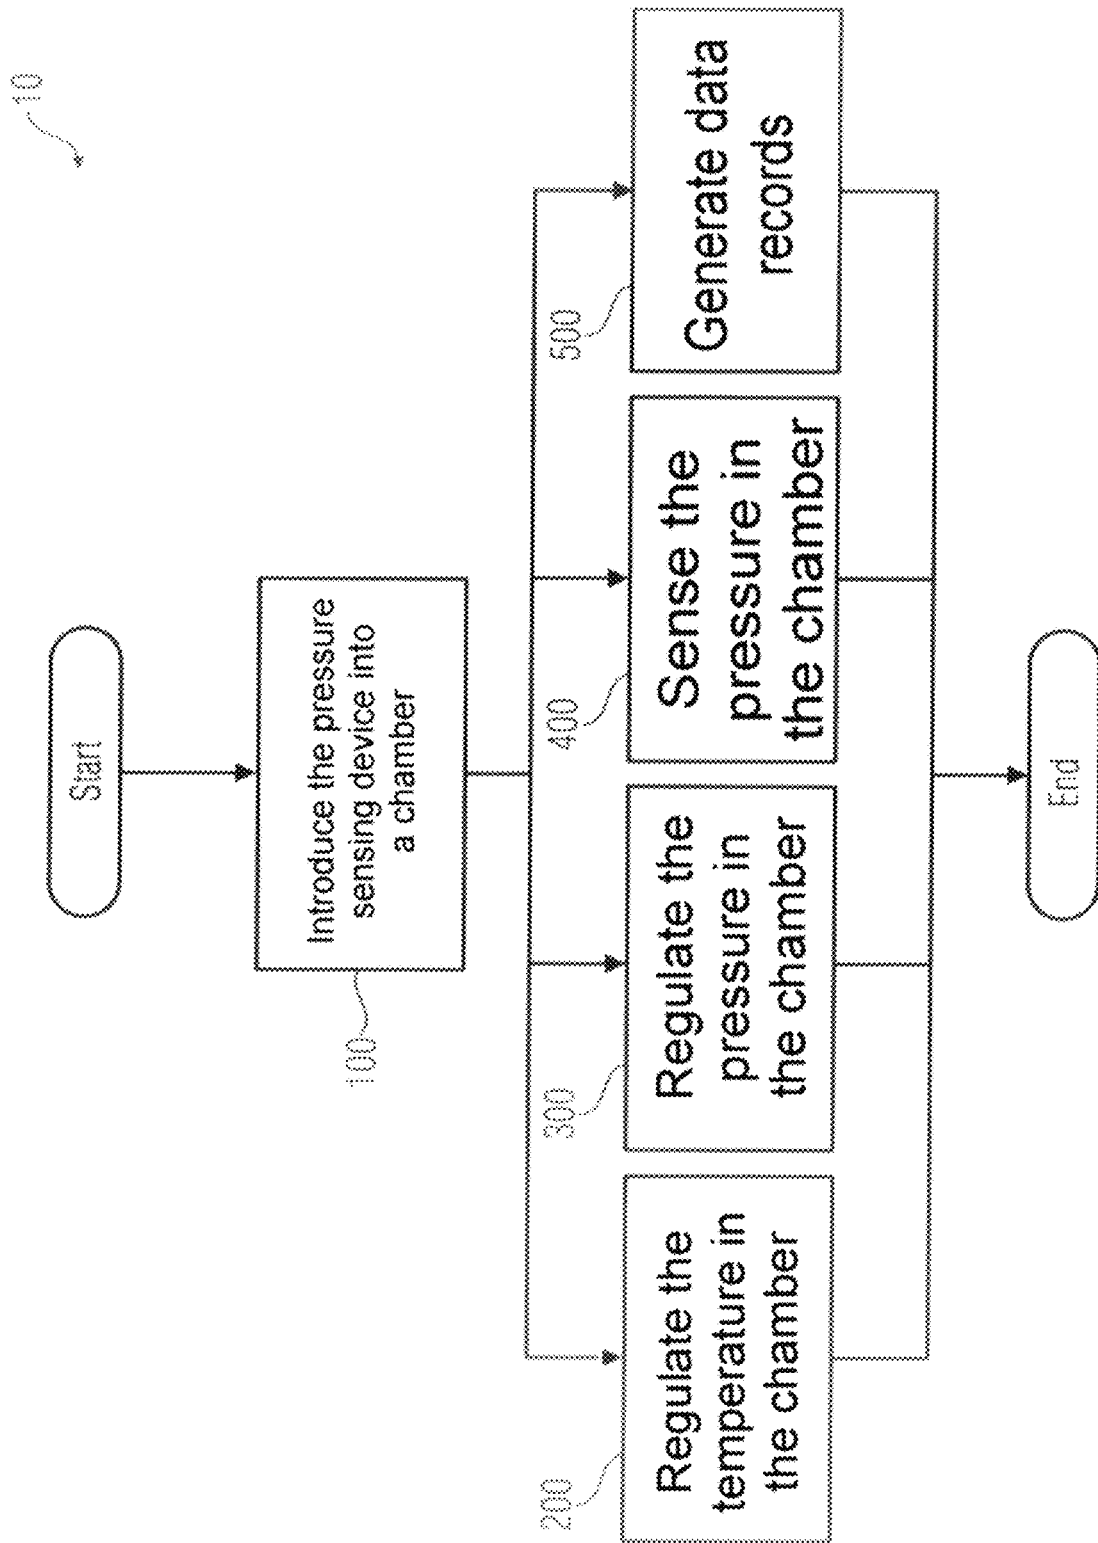 10
Start
100
Introduce the pressure
sensing device into
a chamber
200
Regulate the
temperature in
the chamber
300
Regulate the
pressure in
the chamber
400
Sense the
pressure in
the chamber
500
Generate data
records
End